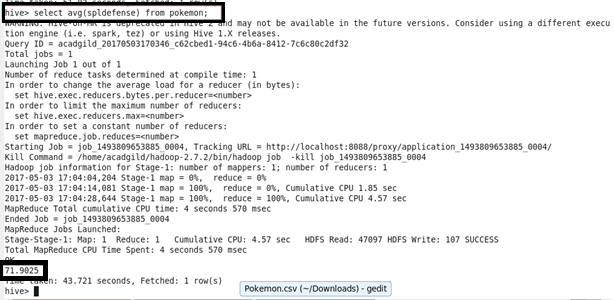 hive> select avg(spldefense) from pokemon;
WARNING: Hive-on-MR is deprecated in Hive 2 and may not be available in the future versions. Consider using a different execu
tion engine (i.e. spark, tez) or using Hive 1.X releases.
Query ID = acadgild_20170503170346_c62cbed1-94c6-4b6a-8412-7c6c80c2df32
Total jobs = 1
Launching Job 1 out of 1
Number of reduce tasks determined at compile time: 1
In order to change the average load for a reducer (in bytes):
  set hive.exec.reducers.bytes.per.reducer=<number>
In order to limit the maximum number of reducers:
  set hive.exec.reducers.max=<number>
In order to set a constant number of reducers:
  set mapreduce.job.reduces=<number>
Starting Job = job_1493809653885_0004, Tracking URL = http://localhost:8088/proxy/application_1493809653885_0004/
Kill Command = /home/acadgild/hadoop-2.7.2/bin/hadoop job  -kill job_1493809653885_0004
Hadoop job information for Stage-1: number of mappers: 1; number of reducers: 1
2017-05-03 17:04:04,204 Stage-1 map = 0%,  reduce = 0%
2017-05-03 17:04:14,081 Stage-1 map = 100%,  reduce = 0%, Cumulative CPU 1.85 sec
2017-05-03 17:04:28,644 Stage-1 map = 100%,  reduce = 100%, Cumulative CPU 4.57 sec
MapReduce Total cumulative CPU time: 4 seconds 570 msec
Ended Job = job_1493809653885_0004
MapReduce Jobs Launched:
Stage-Stage-1: Map: 1  Reduce: 1   Cumulative CPU: 4.57 sec   HDFS Read: 47097 HDFS Write: 107 SUCCESS
Total MapReduce CPU Time Spent: 4 seconds 570 msec
OK
71.9025
Time taken: 43.721 seconds, Fetched: 1 row(s)
hive>
Pokemon.csv (~/Downloads) - gedit